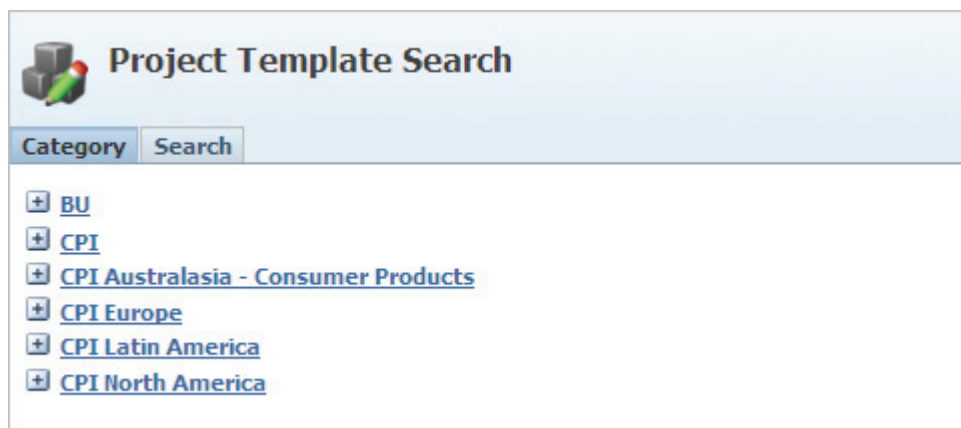 Project Template Search
Category Search
BU
CPI
CPI Australasia - Consumer Products
CPI Europe
CPI Latin America
CPI North America